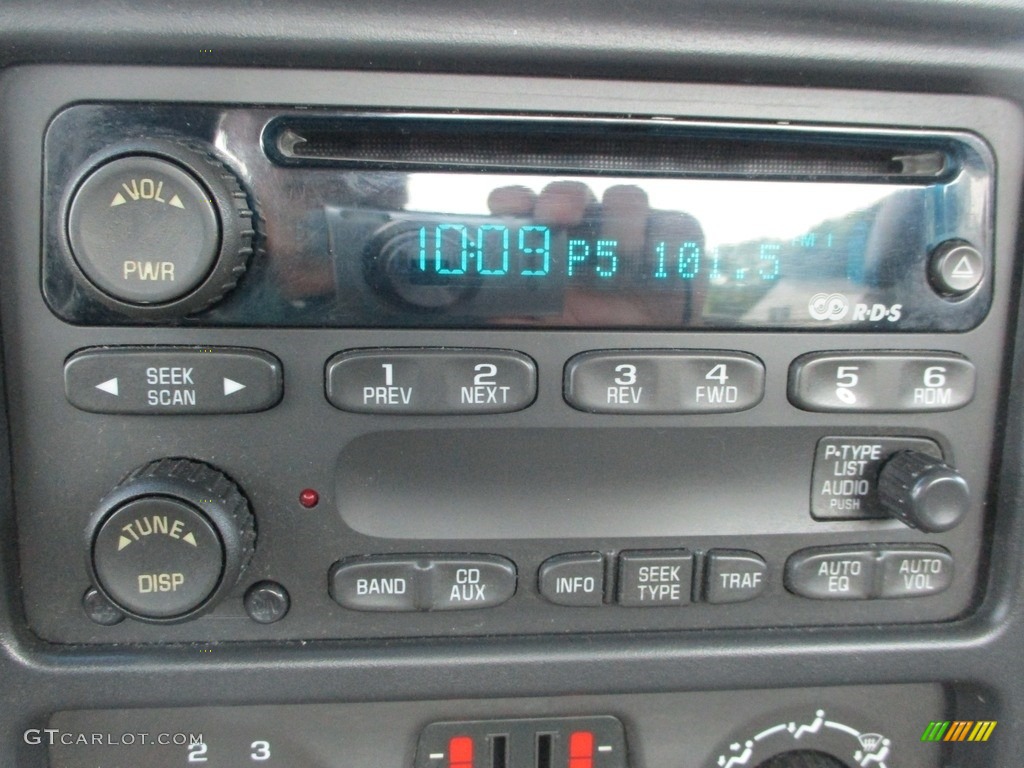 VOL
PWR
10:09 P5 101.5
R·D·S
SEEK
SCAN
1 2
PREV NEXT
3 4
REV FWD
5 6
RDM
P•TYPE
LIST
AUDIO
PUSH
TUNE
DISP
BAND
CD
AUX
INFO
SEEK
TYPE
TRAF
AUTO
EQ
AUTO
VOL
2 3
GTCARLOT.COM